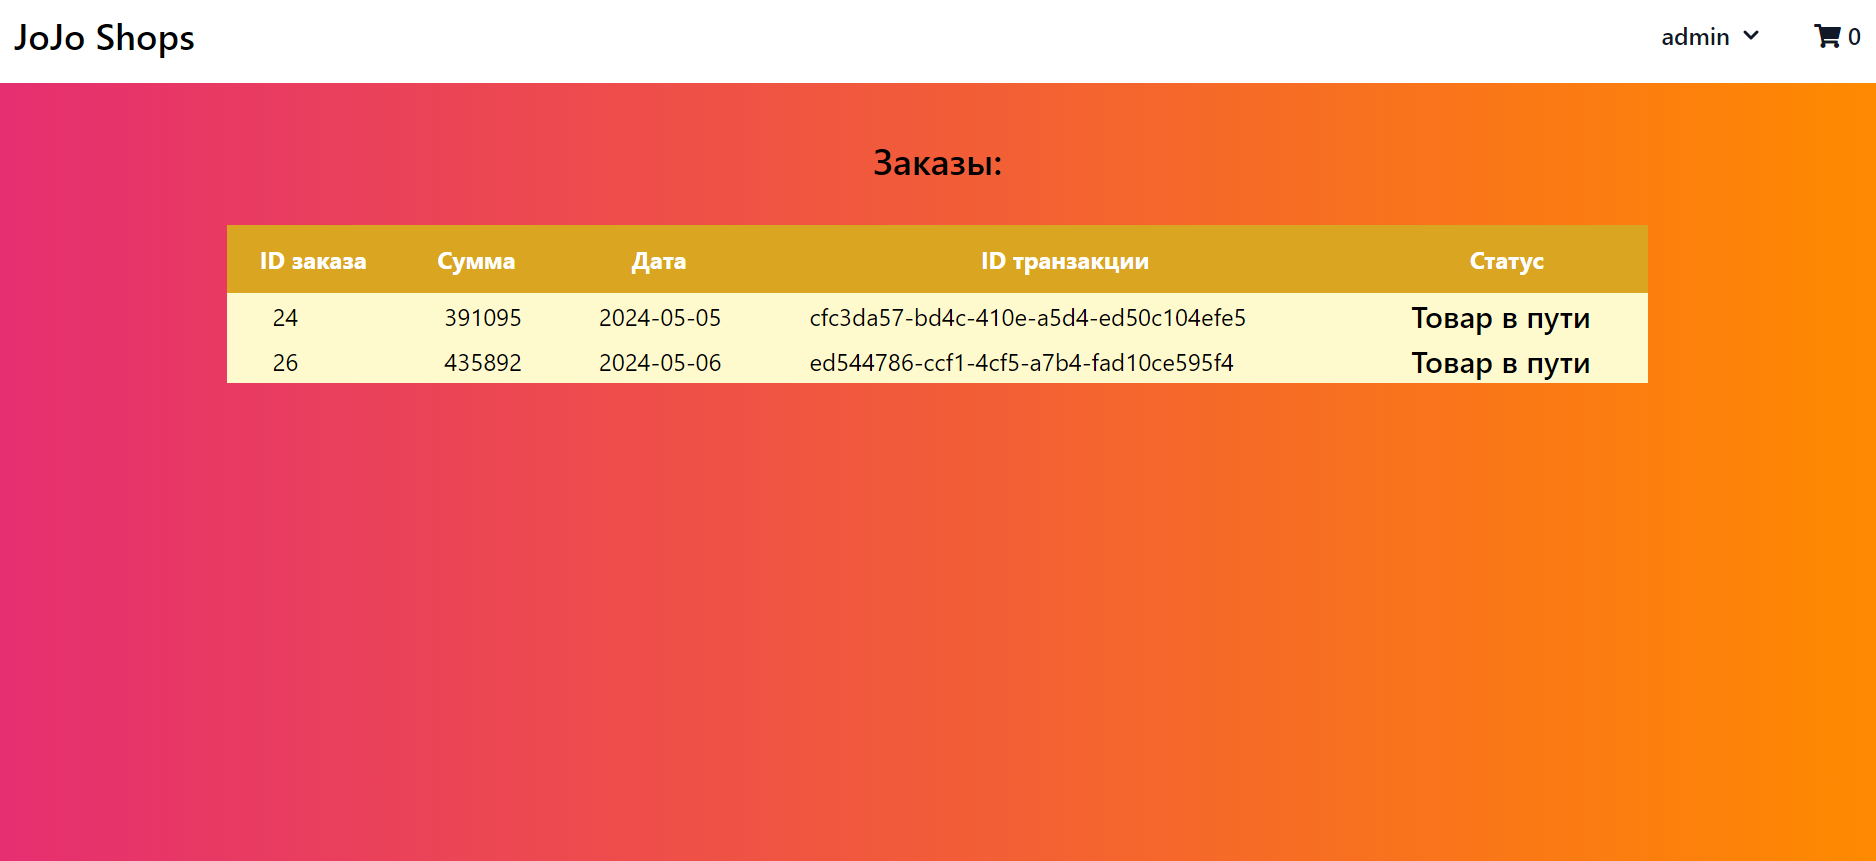 JoJo Shops admin 0
Заказы:
ID заказа Сумма Дата ID транзакции Статус
24 391095 2024-05-05 cfc3da57-bd4c-410e-a5d4-ed50c104efe5 Товар в пути
26 435892 2024-05-06 ed544786-ccf1-4cf5-a7b4-fad10ce595f4 Товар в пути